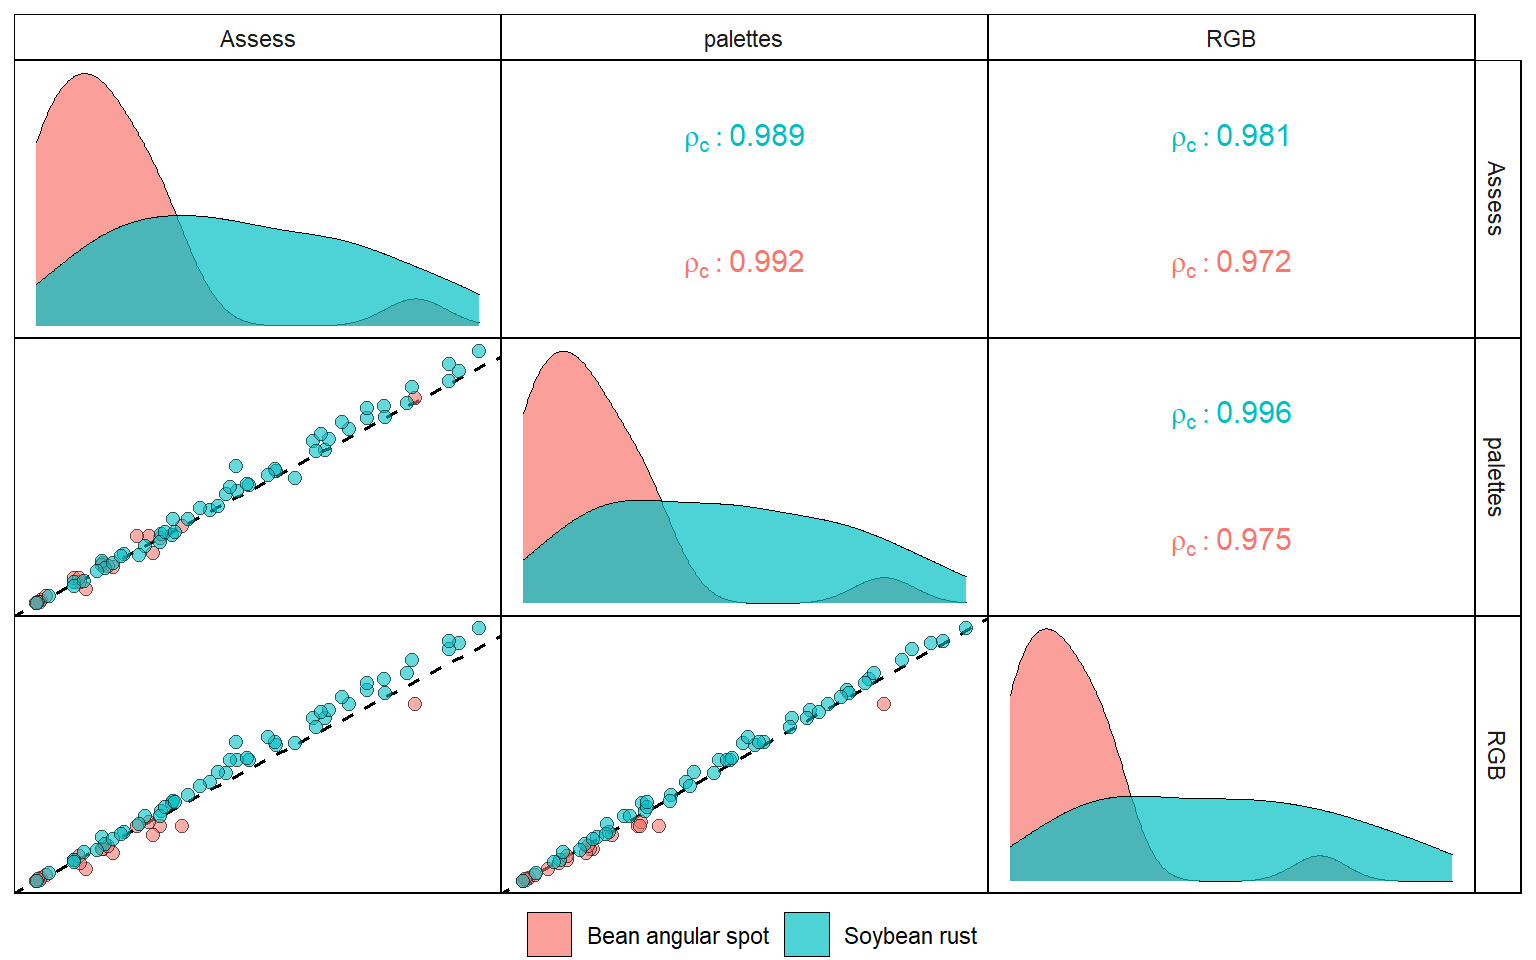 Assess palettes RGB
ρc : 0.989 ρc : 0.981
Assess
ρc : 0.992 ρc : 0.972
ρc : 0.996
palettes
ρc : 0.975
RGB
Bean angular spot Soybean rust